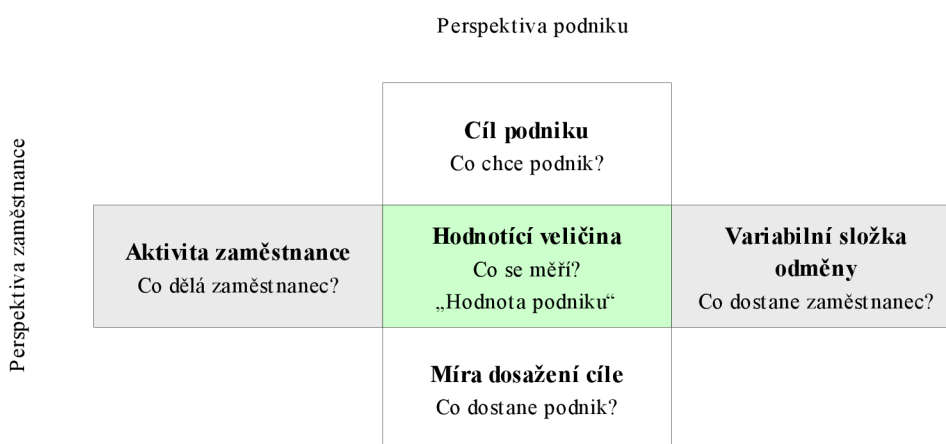 Perspektiva podniku
Perspektiva zaměstnance
Cíl podniku
Co chce podnik?
Aktivita zaměstnance
Co dělá zaměstnanec?
Hodnotící veličina
Co se měří?
„Hodnota podniku“
Variabilní složka
odměny
Co dostane zaměstnanec?
Míra dosažení cíle
Co dostane podnik?